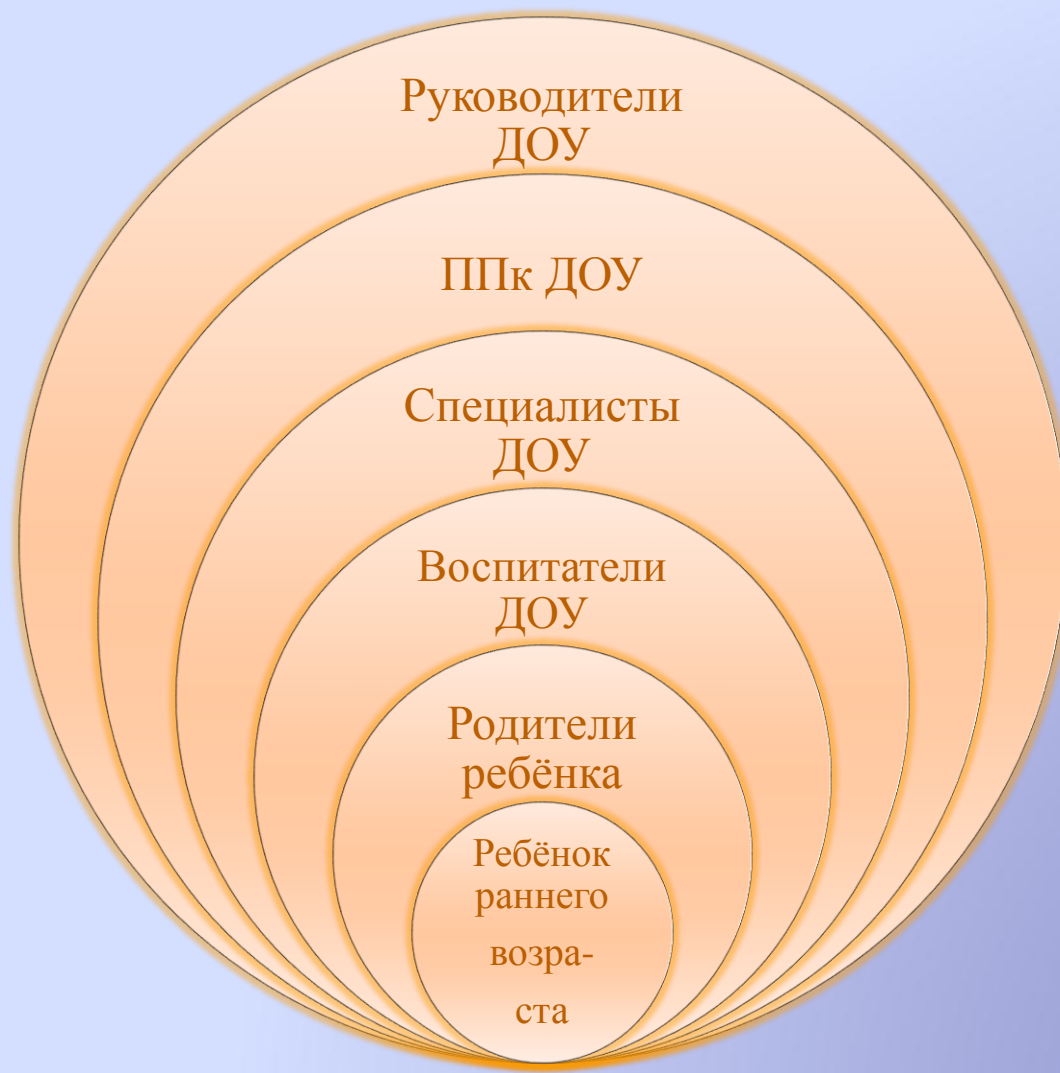 Руководители
ДОУ
ППк ДОУ
Специалисты
ДОУ
Воспитатели
ДОУ
Родители
ребёнка
Ребёнок
раннего
возра-
ста